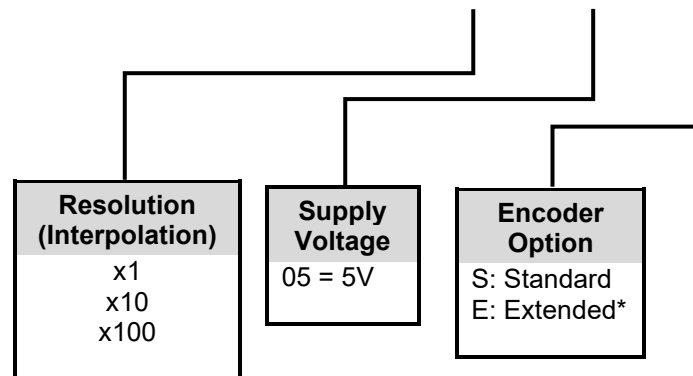 Resolution
(Interpolation)
x1
x10
x100
Supply
Voltage
05 = 5V
Encoder
Option
S: Standard
E: Extended*